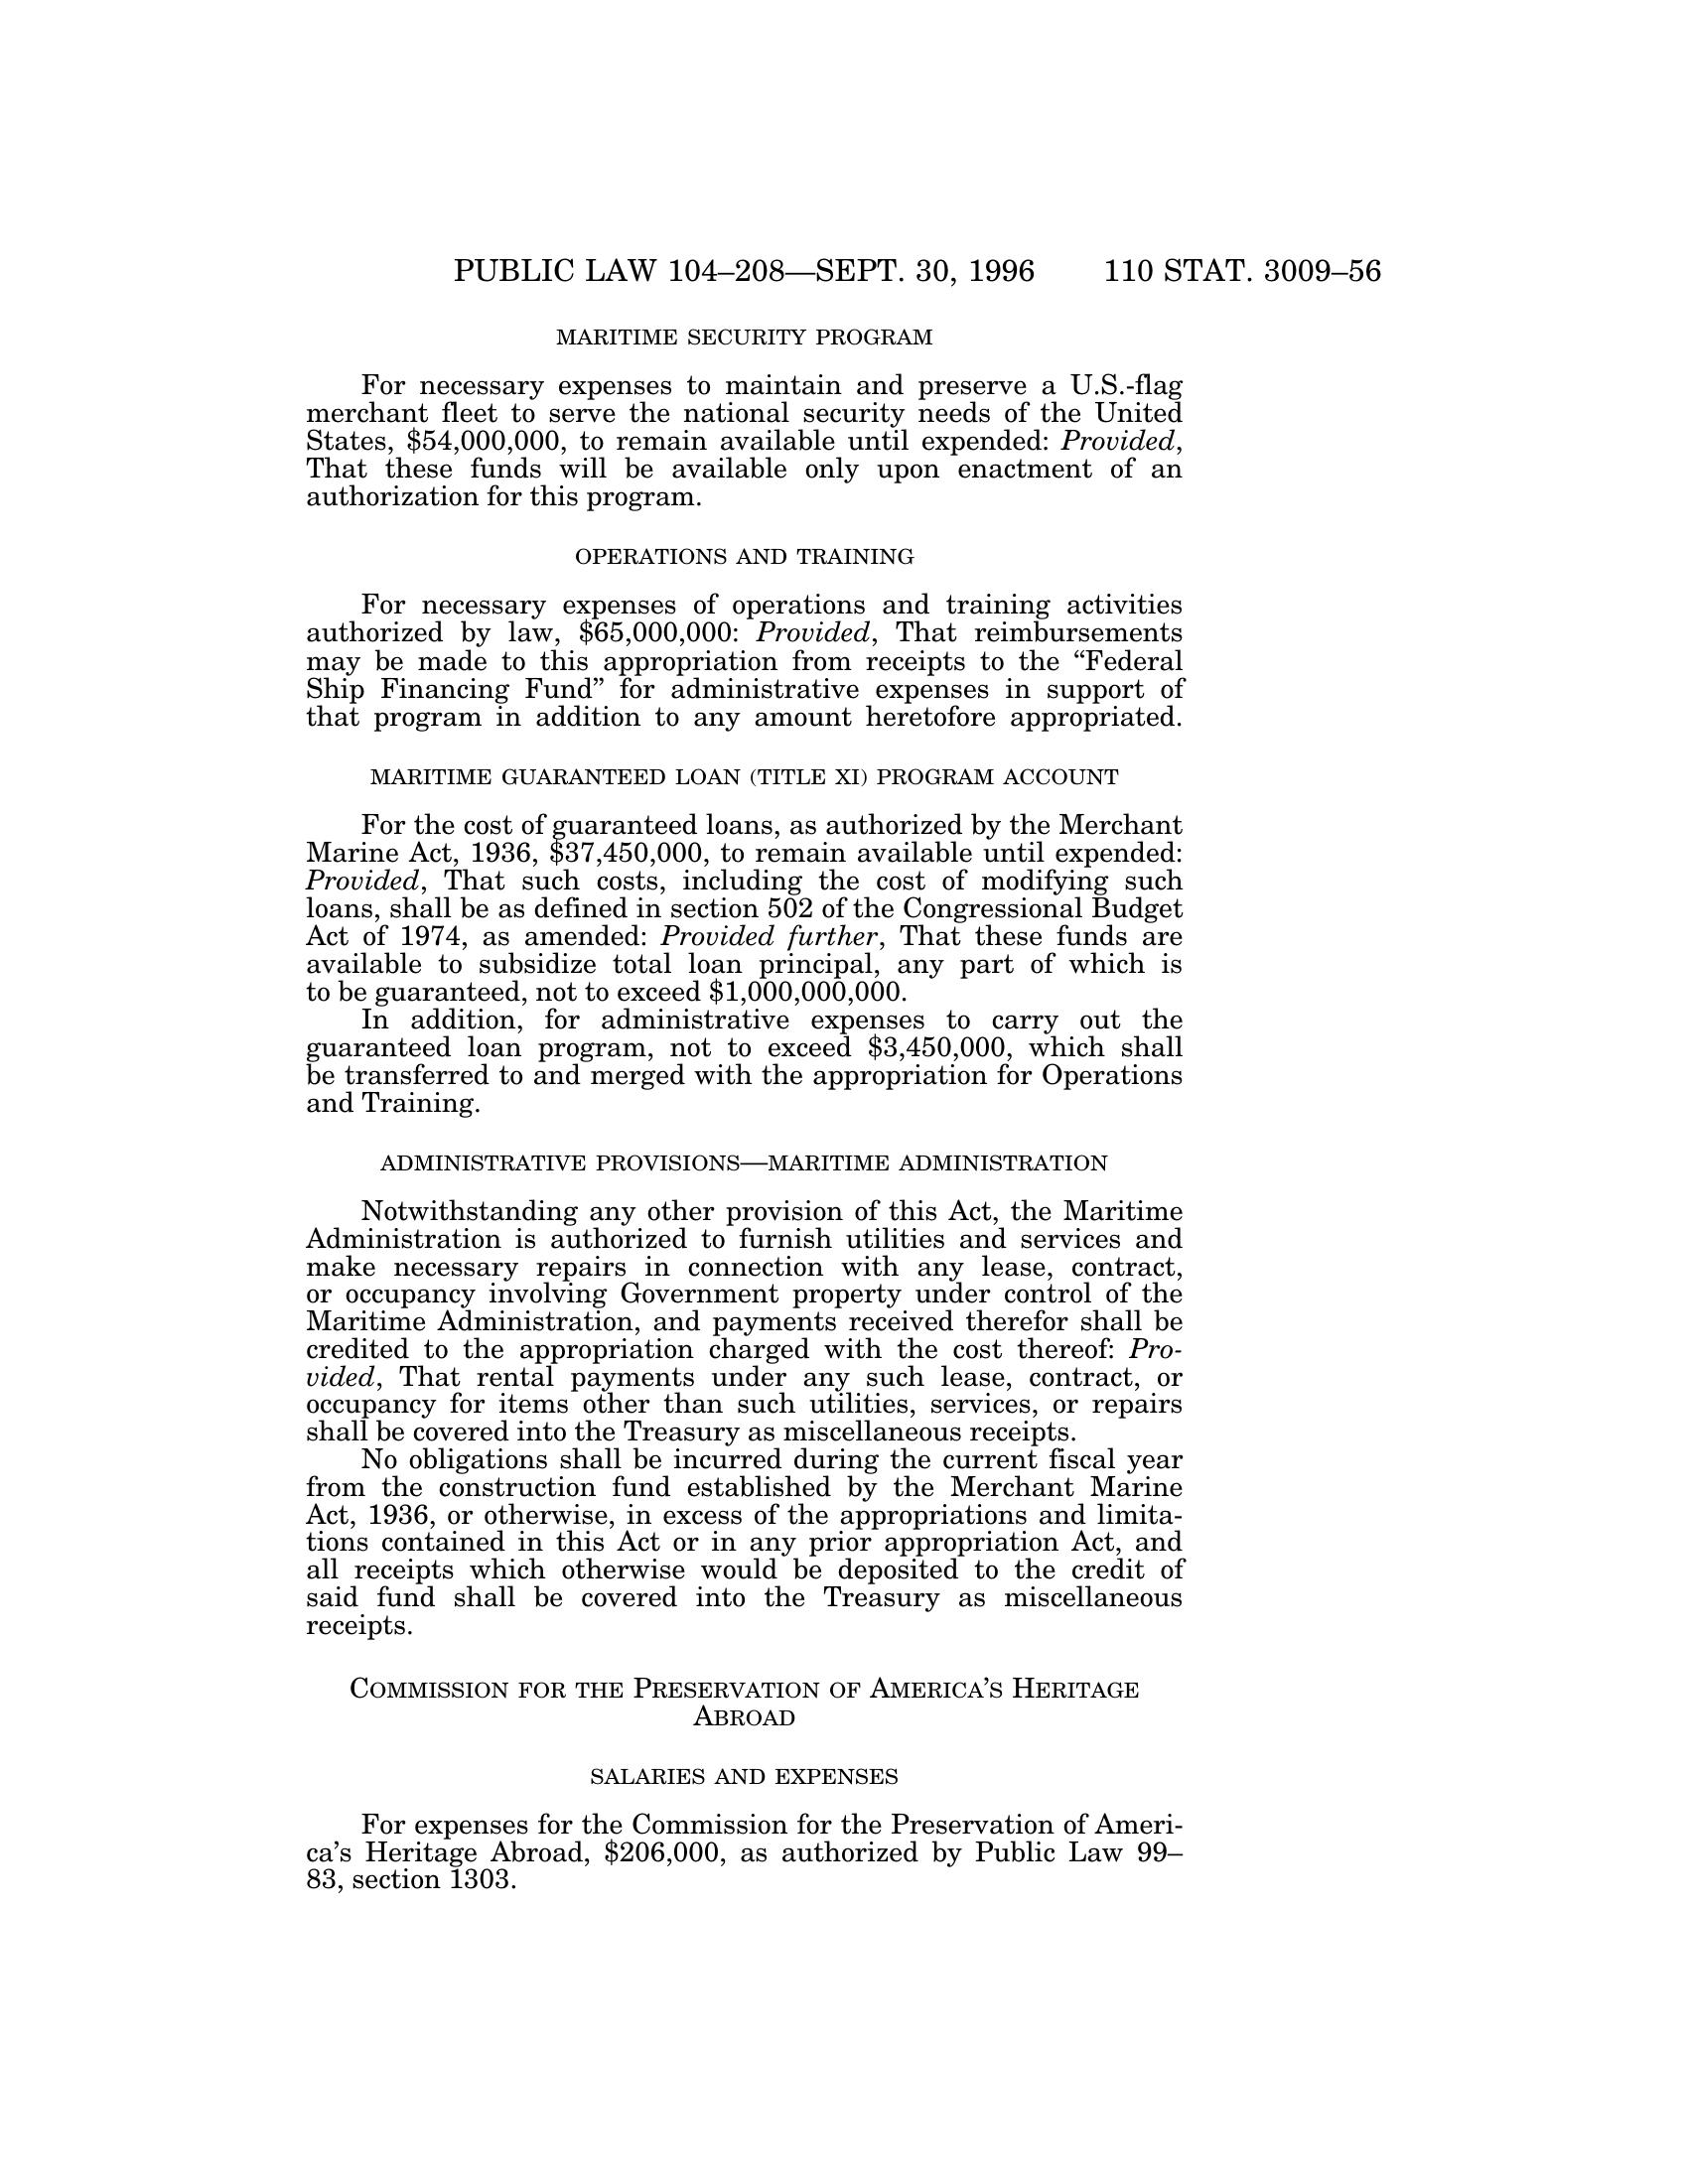 PUBLIC LAW 104–208—SEPT. 30, 1996 110 STAT. 3009–56
MARITIME SECURITY PROGRAM
For necessary expenses to maintain and preserve a U.S.-flag
merchant fleet to serve the national security needs of the United
States, $54,000,000, to remain available until expended: Provided,
That these funds will be available only upon enactment of an
authorization for this program.
OPERATIONS AND TRAINING
For necessary expenses of operations and training activities
authorized by law, $65,000,000: Provided, That reimbursements
may be made to this appropriation from receipts to the “Federal
Ship Financing Fund” for administrative expenses in support of
that program in addition to any amount heretofore appropriated.
MARITIME GUARANTEED LOAN (TITLE XI) PROGRAM ACCOUNT
For the cost of guaranteed loans, as authorized by the Merchant
Marine Act, 1936, $37,450,000, to remain available until expended:
Provided, That such costs, including the cost of modifying such
loans, shall be as defined in section 502 of the Congressional Budget
Act of 1974, as amended: Provided further, That these funds are
available to subsidize total loan principal, any part of which is
to be guaranteed, not to exceed $1,000,000,000.
In addition, for administrative expenses to carry out the
guaranteed loan program, not to exceed $3,450,000, which shall
be transferred to and merged with the appropriation for Operations
and Training.
ADMINISTRATIVE PROVISIONS—MARITIME ADMINISTRATION
Notwithstanding any other provision of this Act, the Maritime
Administration is authorized to furnish utilities and services and
make necessary repairs in connection with any lease, contract,
or occupancy involving Government property under control of the
Maritime Administration, and payments received therefor shall be
credited to the appropriation charged with the cost thereof: Pro-
vided, That rental payments under any such lease, contract, or
occupancy for items other than such utilities, services, or repairs
shall be covered into the Treasury as miscellaneous receipts.
No obligations shall be incurred during the current fiscal year
from the construction fund established by the Merchant Marine
Act, 1936, or otherwise, in excess of the appropriations and limita-
tions contained in this Act or in any prior appropriation Act, and
all receipts which otherwise would be deposited to the credit of
said fund shall be covered into the Treasury as miscellaneous
receipts.
COMMISSION FOR THE PRESERVATION OF AMERICA’S HERITAGE
ABROAD
SALARIES AND EXPENSES
For expenses for the Commission for the Preservation of Ameri-
ca’s Heritage Abroad, $206,000, as authorized by Public Law 99–
83, section 1303.